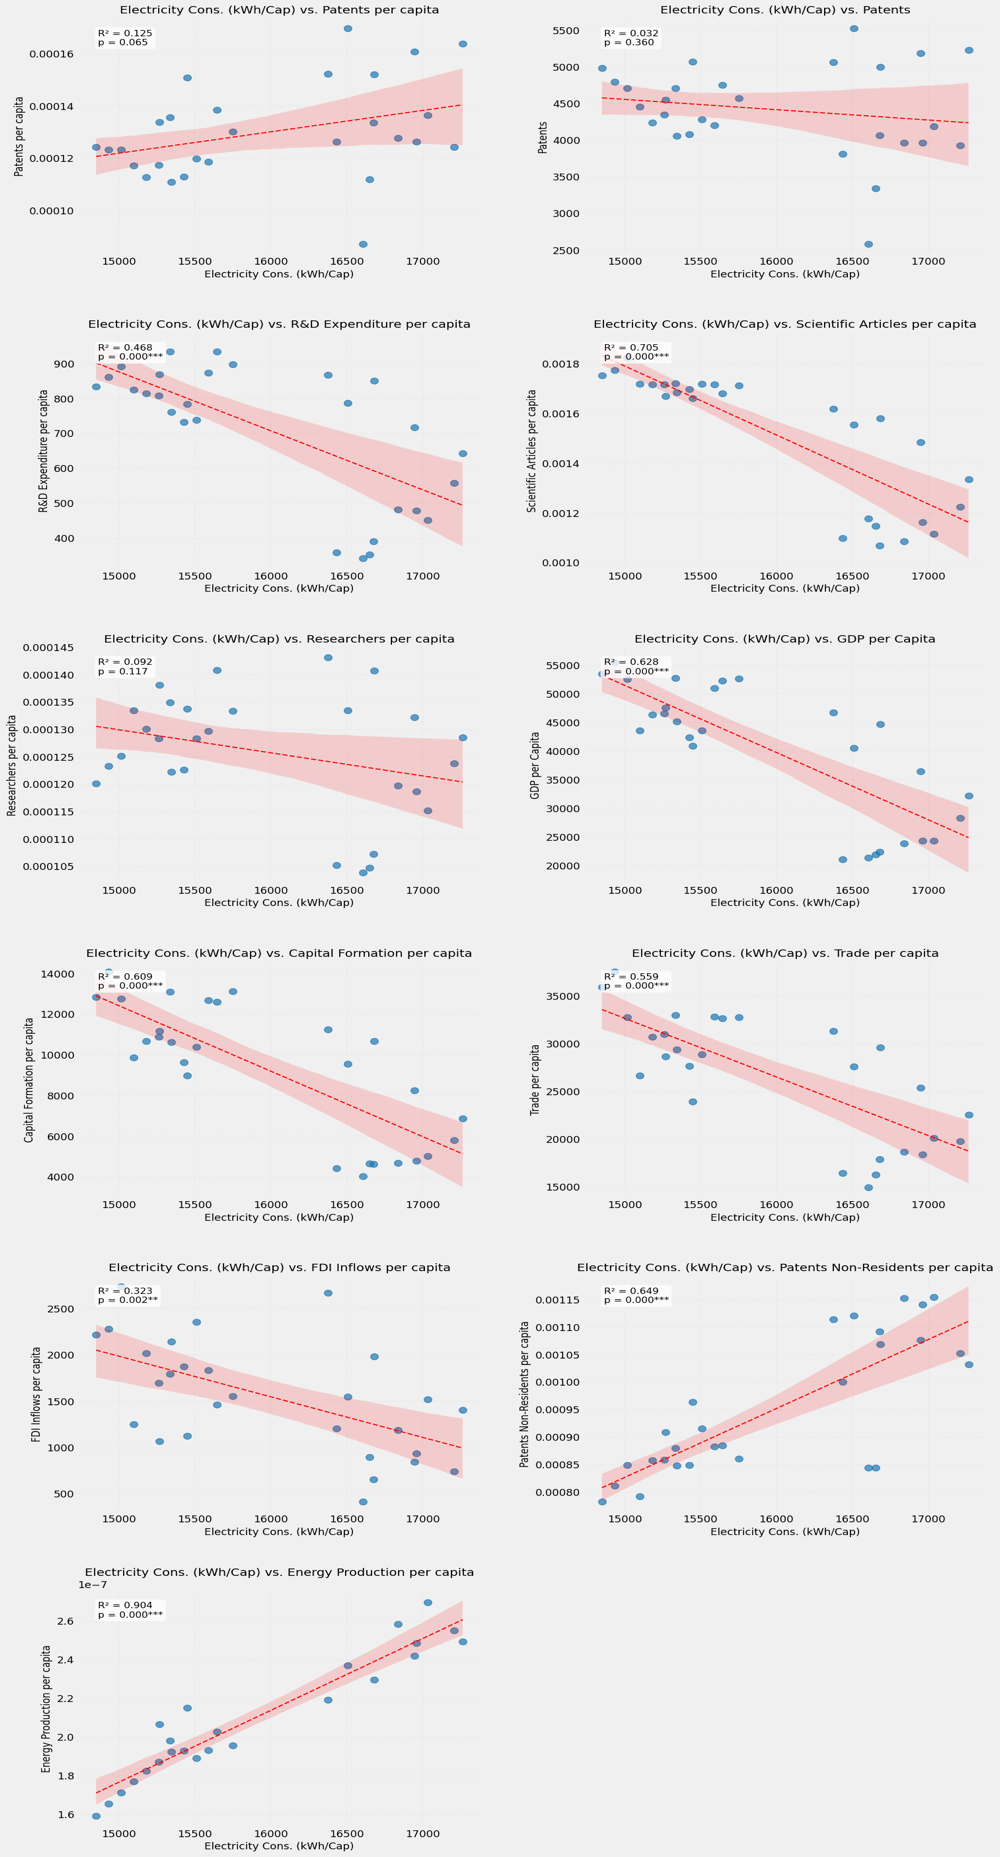 Electricity Cons. (kWh/Cap) vs. Patents per capita
R² = 0.125
p = 0.065
0.00016
0.00014
0.00012
0.00010
Patents per capita
15000 15500 16000 16500 17000
Electricity Cons. (kWh/Cap)
Electricity Cons. (kWh/Cap) vs. Patents
R² = 0.032
p = 0.360
5500
5000
4500
4000
3500
3000
2500
Patents
15000 15500 16000 16500 17000
Electricity Cons. (kWh/Cap)
Electricity Cons. (kWh/Cap) vs. R&D Expenditure per capita
R² = 0.468
p = 0.000***
900
800
700
600
500
400
R&D Expenditure per capita
15000 15500 16000 16500 17000
Electricity Cons. (kWh/Cap)
Electricity Cons. (kWh/Cap) vs. Scientific Articles per capita
R² = 0.705
p = 0.000***
0.0018
0.0016
0.0014
0.0012
0.0010
Scientific Articles per capita
15000 15500 16000 16500 17000
Electricity Cons. (kWh/Cap)
Electricity Cons. (kWh/Cap) vs. Researchers per capita
R² = 0.092
p = 0.117
0.000145
0.000140
0.000135
0.000130
0.000125
0.000120
0.000115
0.000110
0.000105
Researchers per capita
15000 15500 16000 16500 17000
Electricity Cons. (kWh/Cap)
Electricity Cons. (kWh/Cap) vs. GDP per Capita
R² = 0.628
p = 0.000***
55000
50000
45000
40000
35000
30000
25000
20000
GDP per Capita
15000 15500 16000 16500 17000
Electricity Cons. (kWh/Cap)
Electricity Cons. (kWh/Cap) vs. Capital Formation per capita
R² = 0.609
p = 0.000***
14000
12000
10000
8000
6000
4000
Capital Formation per capita
15000 15500 16000 16500 17000
Electricity Cons. (kWh/Cap)
Electricity Cons. (kWh/Cap) vs. Trade per capita
R² = 0.559
p = 0.000***
35000
30000
25000
20000
15000
Trade per capita
15000 15500 16000 16500 17000
Electricity Cons. (kWh/Cap)
Electricity Cons. (kWh/Cap) vs. FDI Inflows per capita
R² = 0.323
p = 0.002**
2500
2000
1500
1000
500
FDI Inflows per capita
15000 15500 16000 16500 17000
Electricity Cons. (kWh/Cap)
Electricity Cons. (kWh/Cap) vs. Patents Non-Residents per capita
R² = 0.649
p = 0.000***
0.00115
0.00110
0.00105
0.00100
0.00095
0.00090
0.00085
0.00080
Patents Non-Residents per capita
15000 15500 16000 16500 17000
Electricity Cons. (kWh/Cap)
Electricity Cons. (kWh/Cap) vs. Energy Production per capita
1e−7
R² = 0.904
p = 0.000***
2.6
2.4
2.2
2.0
1.8
1.6
Energy Production per capita
15000 15500 16000 16500 17000
Electricity Cons. (kWh/Cap)